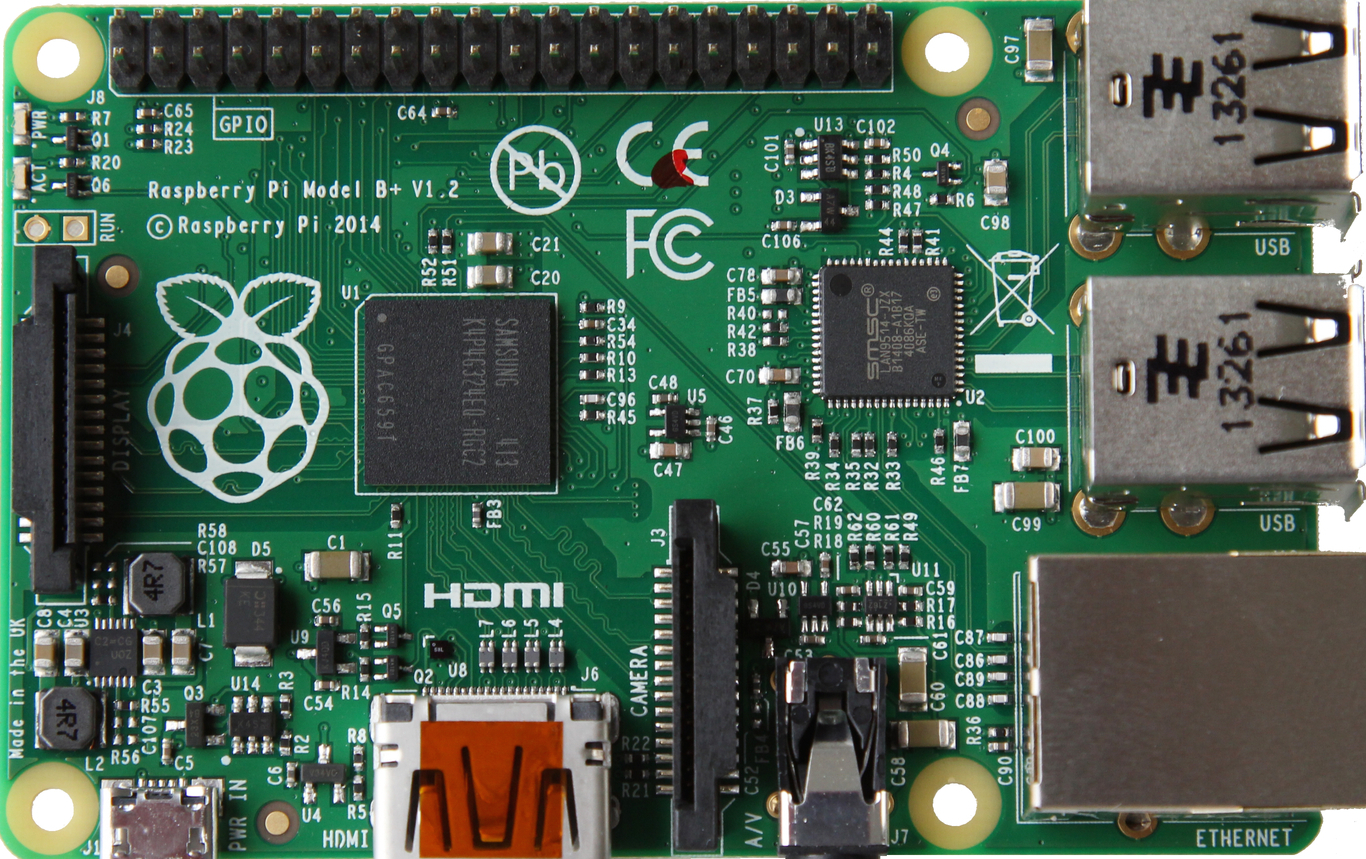 J8
R7
PWR
Q1
R20
ACT
Q6
C65
R24
R23
GPIO
C64
Pb
CE
FC
Raspberry Pi Model B+ V1.2
© Raspberry Pi 2014
RUN
C97
13261
USB
C101
U13
C102
R50
R4
R48
R47
Q4
R6
C98
D3
C106
R44
R41
R52
R51
C21
C20
U1
SAMSUNG 413
K4P4G324EQ-RGC2
GPAG6591
R9
C34
R54
R10
R13
C96
R45
C78
FB5
R40
R42
R38
C70
SMSC®
LAN9514-JZX
B1408-A1B17
4086KQA
ASE-TW
U2
R37
FB6
R39
R34
R35
R32
R33
R46
FB7
C100
C99
13261
USB
C48
U5
C46
C47
J4
DISPLAY
R11
FB3
R58
C108
R57
D5
C1
4R7
L1
C8
C4
U3
C7
C3
R55
C107
R56
4R7
L2
Made in the UK
C56
R15
Q5
U9
R14
C54
Q3
U14
R3
R2
C6
U4
R8
R5
C5
J1
PWR IN
HDMI
HDMI
Q2
U8
L7
L6
L5
L4
J6
J3
CAMERA
R22
R21
C52
FB4
A/V
C62
R19
R18
C57
C55
D4
U10
C53
R62
R60
R61
R49
U11
C59
R17
R16
C61
C60
C58
J7
C87
C86
C89
C88
R36
C90
ETHERNET